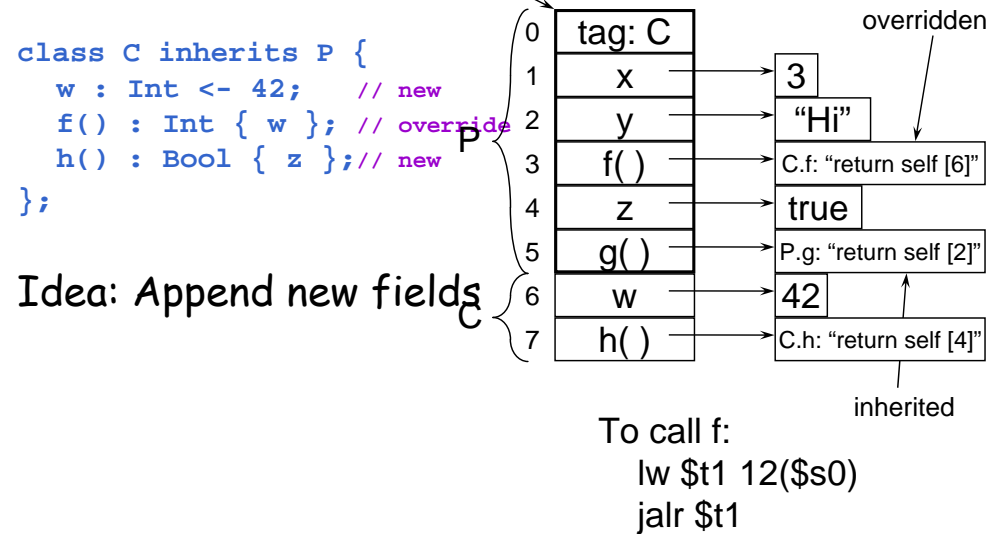 class C inherits P {
w : Int <- 42; // new
f() : Int { w }; // override
h() : Bool { z };// new
};
Idea: Append new fields
P
C
0 tag: C
1 x 3
2 y “Hi”
3 f( ) C.f: “return self [6]”
4 z true
5 g( ) P.g: “return self [2]”
6 w 42
7 h( ) C.h: “return self [4]”
overridden
inherited
To call f:
lw $t1 12($s0)
jalr $t1